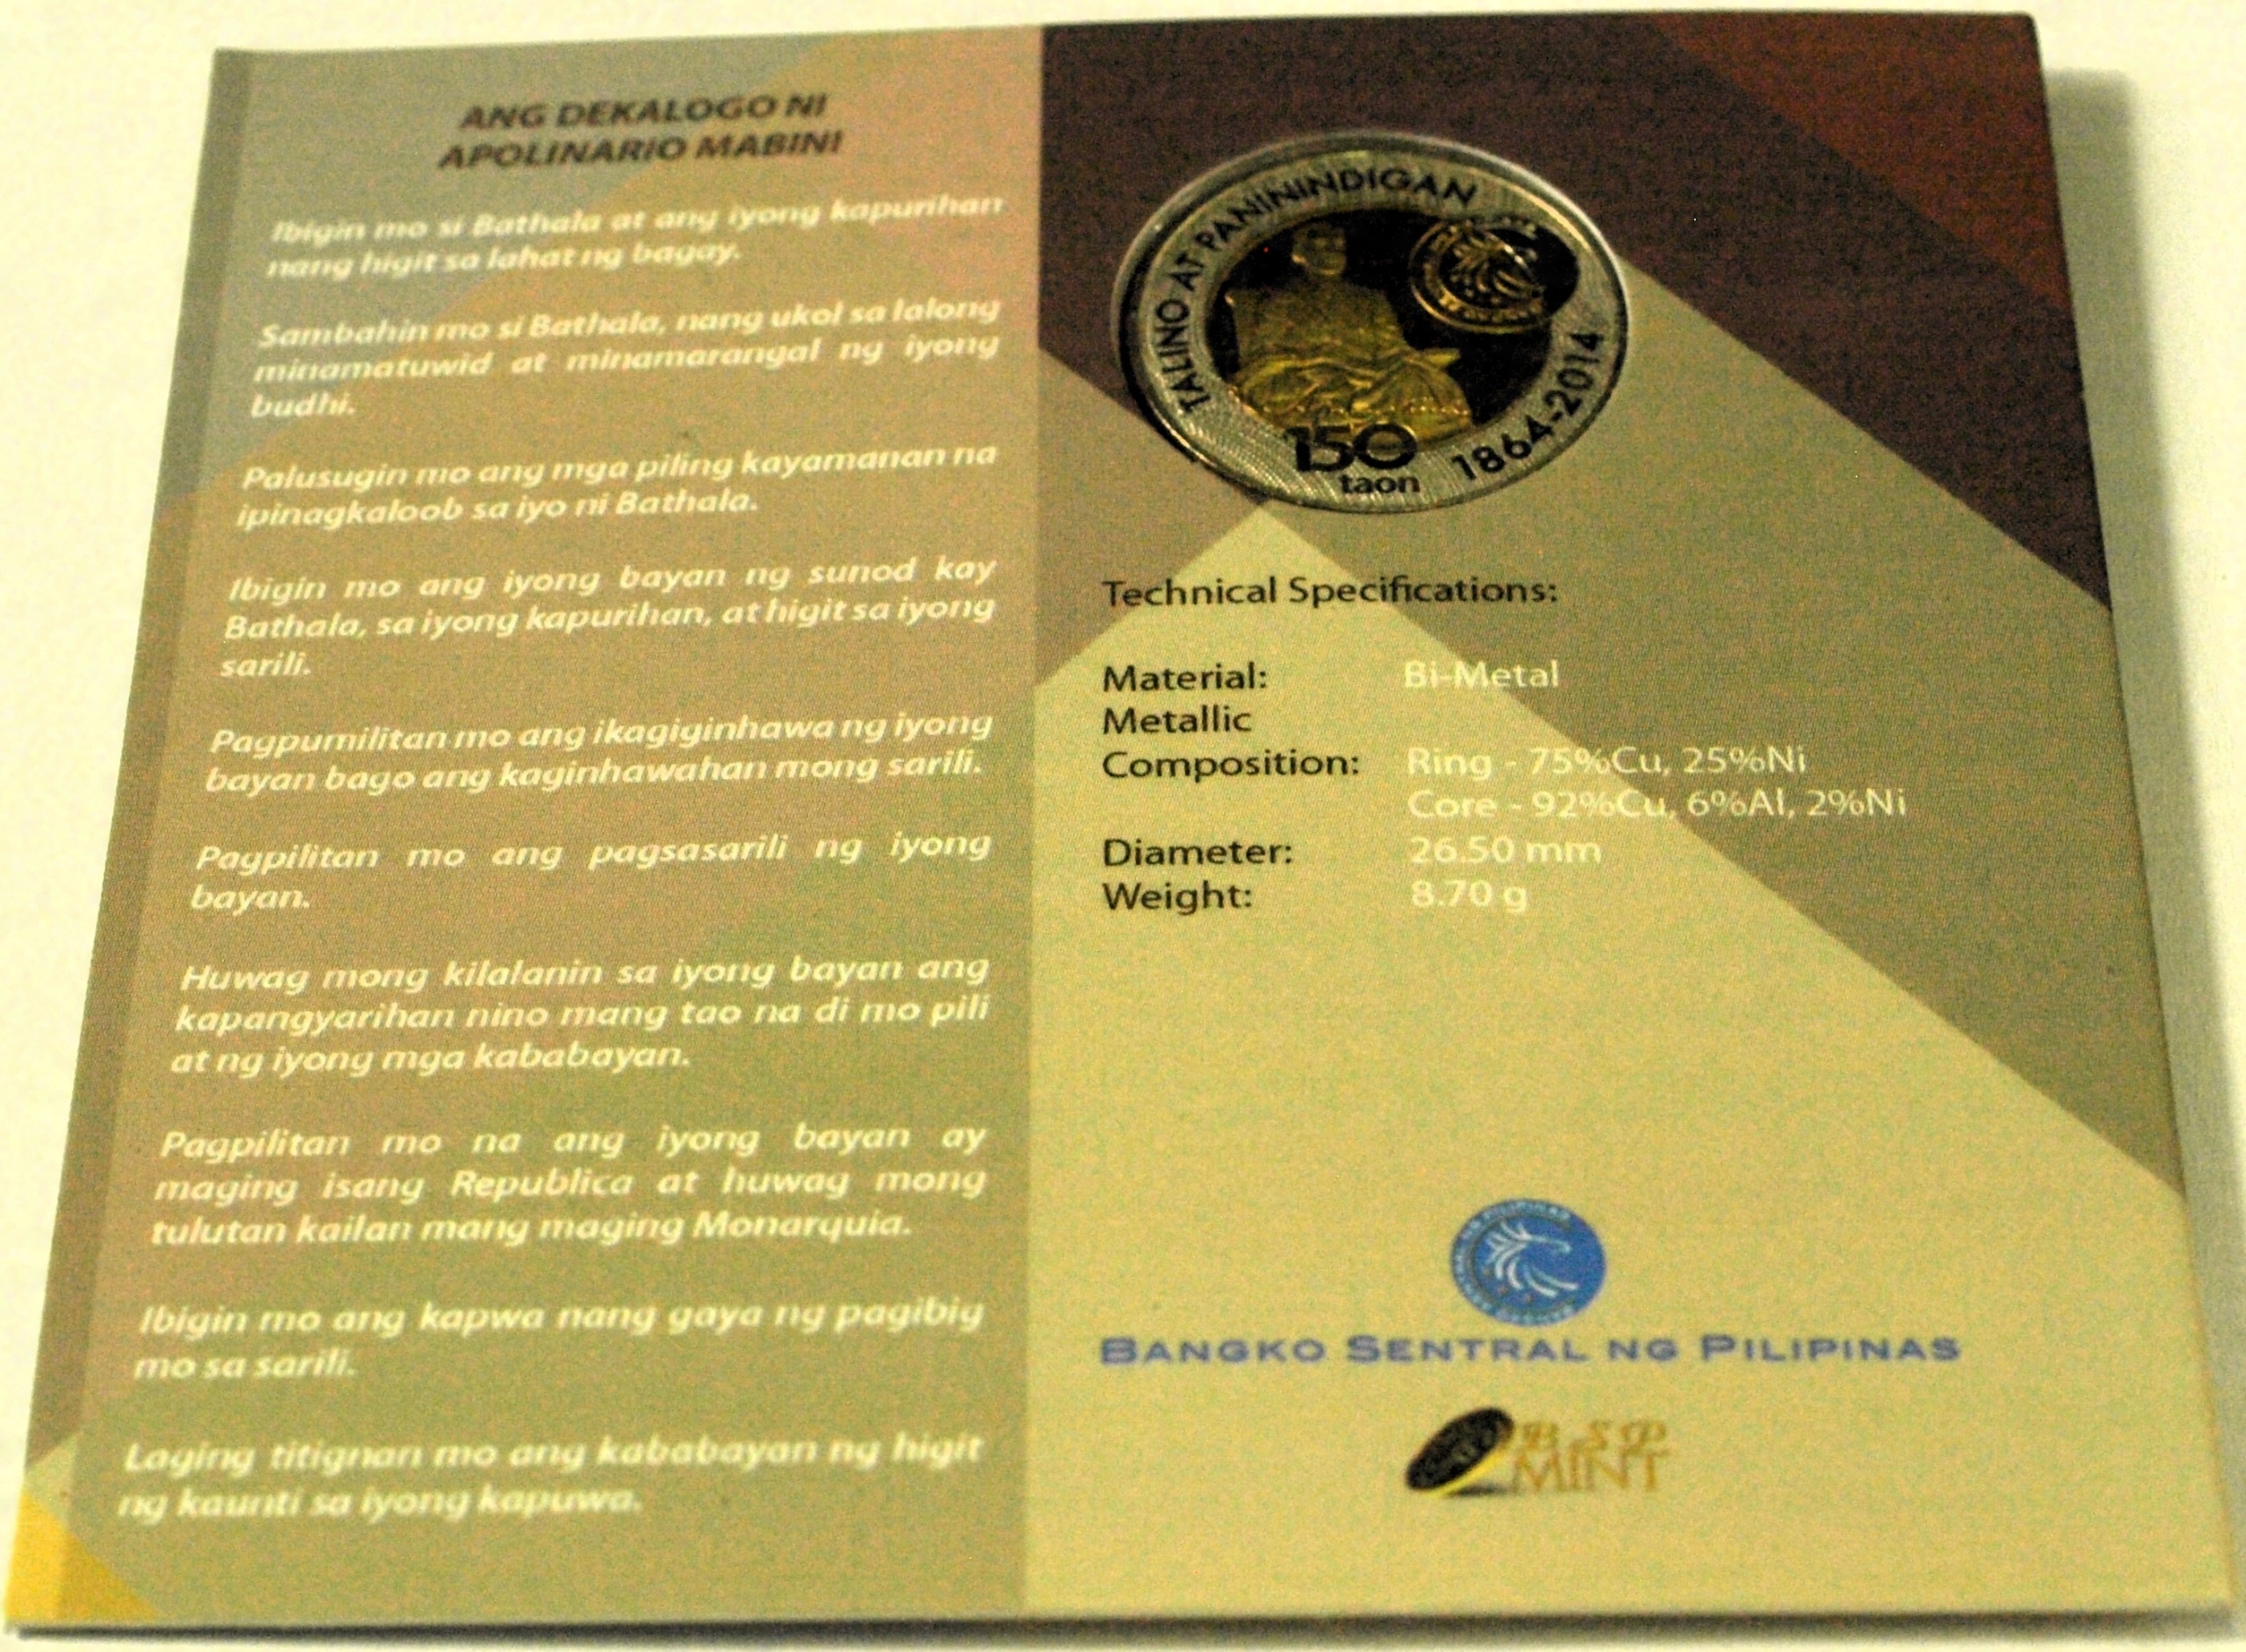 ANG DEKALOGO NI
APOLINARIO MABINI
Ibigin mo si Bathala at ang iyong kapurihan
nang higit sa lahat ng bagay.
Sambahin mo si Bathala, nang ukol sa lalong
minamatuwid at minamarangal ng iyong
budhi.
Palusugin mo ang mga piling kayamanan na
ipinagkaloob sa iyo ni Bathala.
Ibigin mo ang iyong bayan ng sunod kay
Bathala, sa iyong kapurihan, at higit sa iyong
sarili.
Pagpumilitan mo ang ikagiginhawa ng iyong
bayan bago ang kaginhawahan mong sarili.
Pagpilitan mo ang pagsasarili ng iyong
bayan.
Huwag mong kilalanin sa iyong bayan ang
kapangyarihan nino mang tao na di mo pili
at ng iyong mga kababayan.
Pagpilitan mo na ang iyong bayan ay
maging isang Republica at huwag mong
tulutan kailan mang maging Monarquia.
Ibigin mo ang kapwa nang gaya ng pagibig
mo sa sarili.
Laging titignan mo ang kababayan ng higit
ng kaunti sa iyong kapuwa.
TALINO AT PANININDIGAN
150
taon
1864-2014
Technical Specifications:
Material: Bi-Metal
Metallic
Composition: Ring - 75%Cu, 25%Ni
Core - 92%Cu, 6%Al, 2%Ni
Diameter: 26.50 mm
Weight: 8.70 g
BANGKO SENTRAL NG PILIPINAS
BSP
MINT